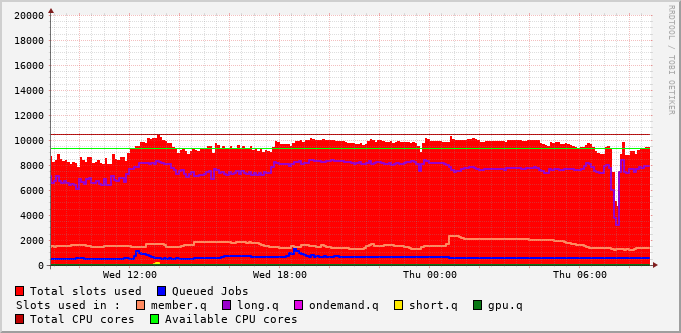 RRDTOOL / TOBI OETIKER
20000
18000
16000
14000
12000
10000
8000
6000
4000
2000
0
Wed 12:00 Wed 18:00 Thu 00:00 Thu 06:00
Total slots used Queued Jobs
Slots used in : member.q long.q ondemand.q short.q gpu.q
Total CPU cores Available CPU cores